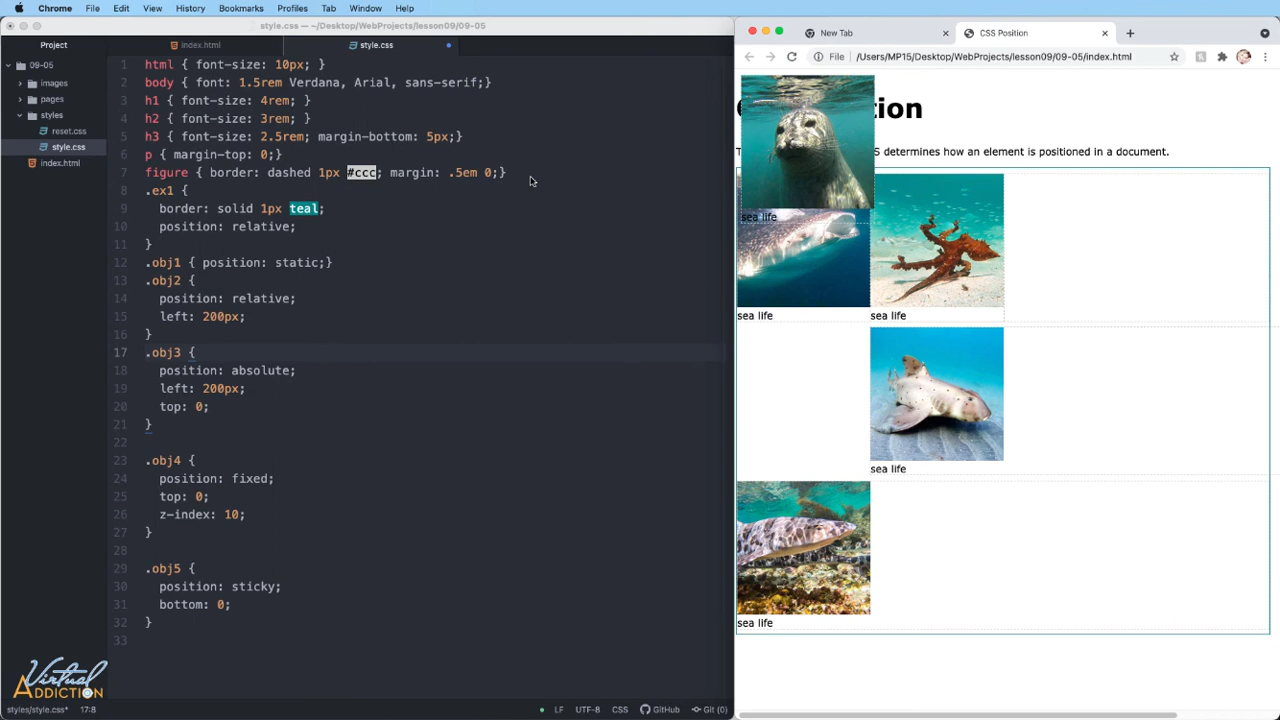 Chrome File Edit View History Bookmarks Profiles Tab Window Help
style.css — ~/Desktop/WebProjects/lesson09/09-05
Project
index.html
style.css
09-05
images
pages
styles
reset.css
style.css
index.html
1 html { font-size: 10px; }
2 body { font: 1.5rem Verdana, Arial, sans-serif;}
3 h1 { font-size: 4rem; }
4 h2 { font-size: 3rem; }
5 h3 { font-size: 2.5rem; margin-bottom: 5px;}
6 p { margin-top: 0;}
7 figure { border: dashed 1px #ccc; margin: .5em 0;}
8 .ex1 {
9 border: solid 1px teal;
10 position: relative;
11 }
12 .obj1 { position: static;}
13 .obj2 {
14 position: relative;
15 left: 200px;
16 }
17 .obj3 {
18 position: absolute;
19 left: 200px;
20 top: 0;
21 }
22
23 .obj4 {
24 position: fixed;
25 top: 0;
26 z-index: 10;
27 }
28
29 .obj5 {
30 position: sticky;
31 bottom: 0;
32 }
33
Virtual
ADDICTION
styles/style.css* 17:8
LF UTF-8 CSS GitHub Git (0)
New Tab
CSS Position
File /Users/MP15/Desktop/WebProjects/lesson09/09-05/index.html
tion
S determines how an element is positioned in a document.
sea life
sea life
sea life
sea life
sea life